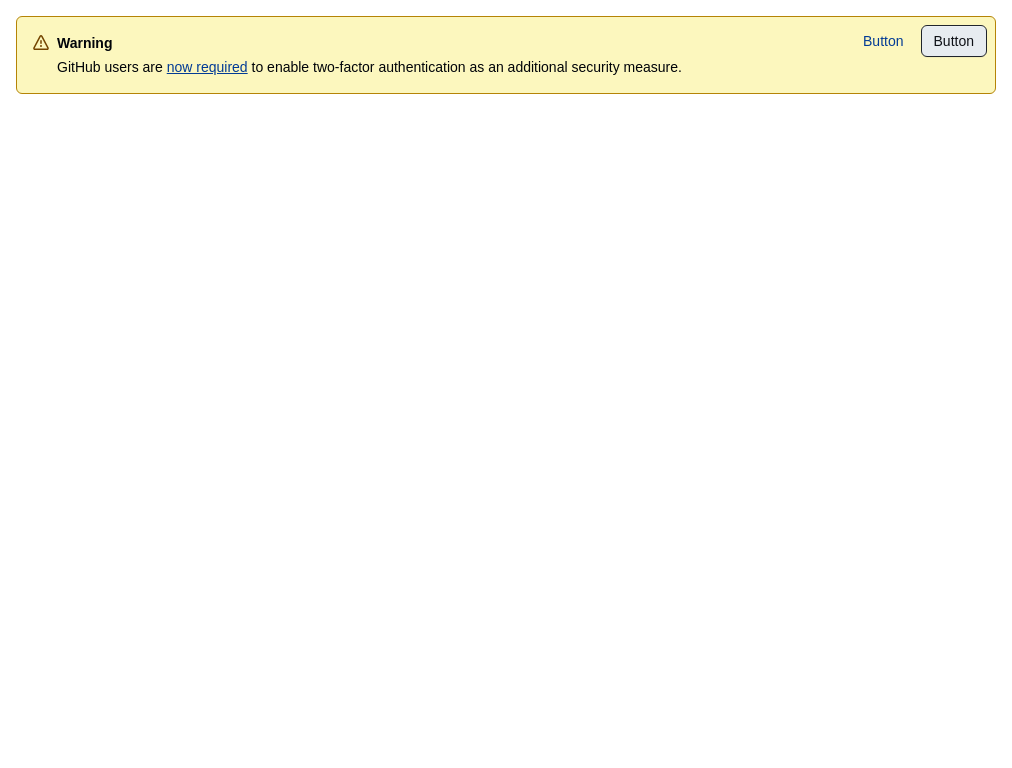 Warning
GitHub users are now required to enable two-factor authentication as an additional security measure.
Button
Button